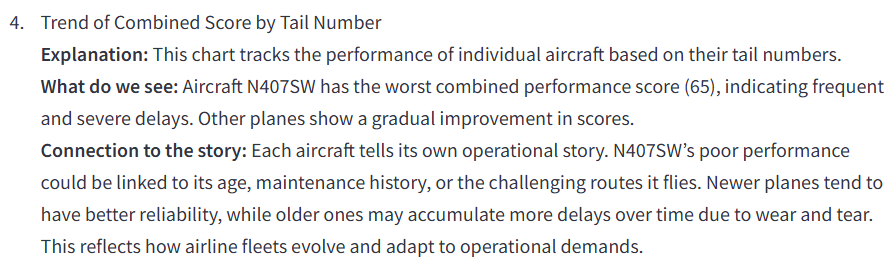 4. Trend of Combined Score by Tail Number
Explanation: This chart tracks the performance of individual aircraft based on their tail numbers.
What do we see: Aircraft N407SW has the worst combined performance score (65), indicating frequent
and severe delays. Other planes show a gradual improvement in scores.
Connection to the story: Each aircraft tells its own operational story. N407SW’s poor performance
could be linked to its age, maintenance history, or the challenging routes it flies. Newer planes tend to
have better reliability, while older ones may accumulate more delays over time due to wear and tear.
This reflects how airline fleets evolve and adapt to operational demands.